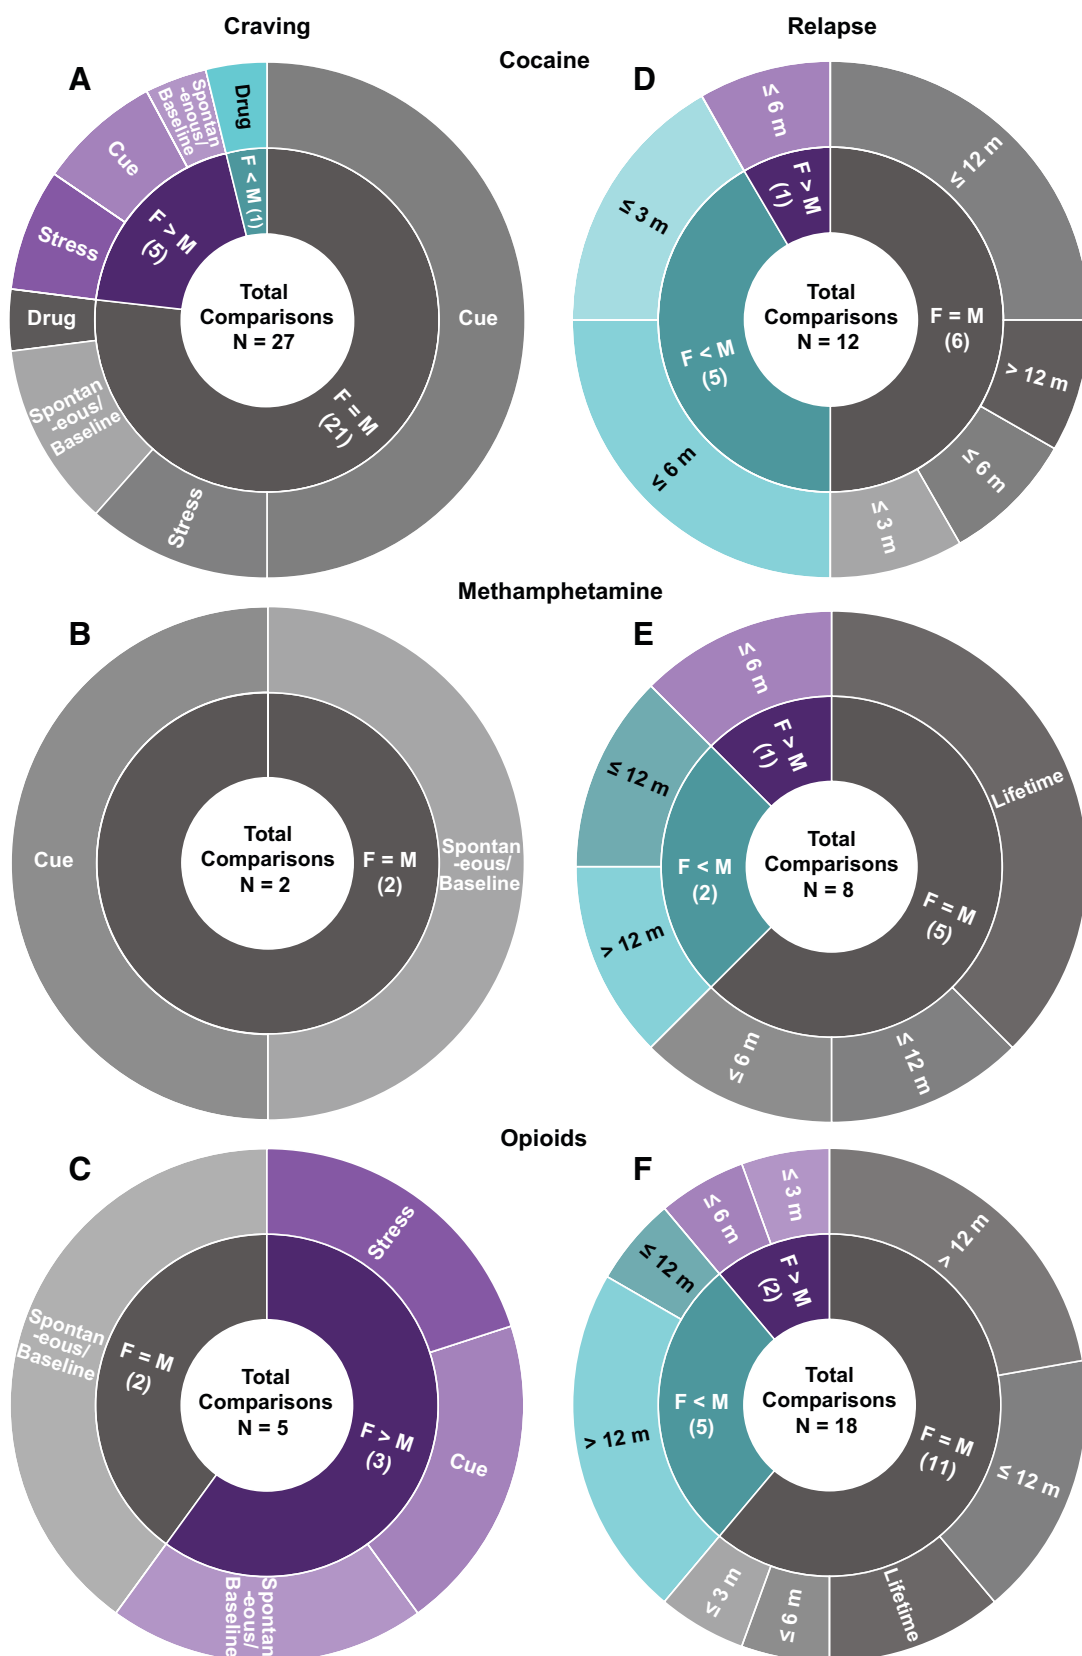 Craving
Relapse
Cocaine
A
Drug
Spontan
-enous/
Baseline
Cue
Stress
Drug
Spontan
-eous/
Baseline
Stress
Cue
F < M (1)
F > M
(5)
F = M
(21)
Total
Comparisons
N = 27
D
≤ 6 m
≤ 3 m
≤ 6 m
≤ 12 m
> 12 m
≤ 6 m
≤ 3 m
F > M
(1)
F < M
(5)
F = M
(6)
Total
Comparisons
N = 12
Methamphetamine
B
Cue
Spontan
-eous/
Baseline
F = M
(2)
Total
Comparisons
N = 2
E
≤ 6 m
≤ 12 m
> 12 m
≤ 6 m
≤ 12 m
Lifetime
F > M
(1)
F < M
(2)
F = M
(5)
Total
Comparisons
N = 8
Opioids
C
Stress
Cue
Spontan
-eous/
Baseline
Spontan
-eous/
Baseline
F = M
(2)
F > M
(3)
Total
Comparisons
N = 5
F
≤ 3 m
≤ 6 m
≤ 12 m
> 12 m
≤ 3 m
≤ 6 m
Lifetime
≤ 12 m
> 12 m
F > M
(2)
F < M
(5)
F = M
(11)
Total
Comparisons
N = 18